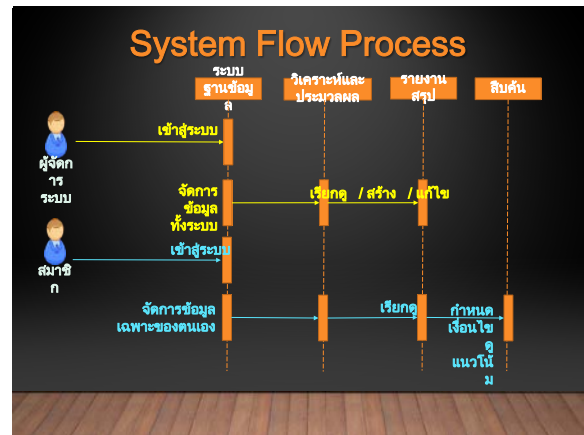 System Flow Process
ระบบ
ฐานข้อมู
ล
วิเคราะห์และ
ประมวลผล
รายงาน
สรุป
สืบค้น
เข้าสู่ระบบ
ผู้จัดก
าร
ระบบ
จัดการ
ข้อมูล
ทั้งระบบ
เรียกดู / สร้าง / แก้ไข
เข้าสู่ระบบ
สมาชิ
ก
จัดการข้อมูล
เฉพาะของตนเอง
เรียกดู
กำหนด
เงื่อนไข
ดู
แนวโน้
ม